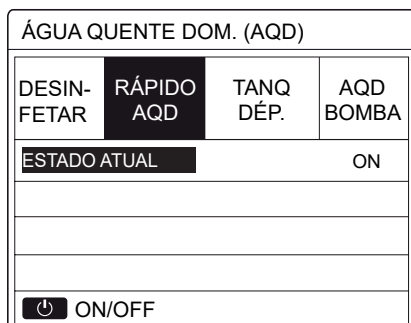 ÁGUA QUENTE DOM. (AQD)
DESIN-
FETAR
RÁPIDO
AQD
TANQ
DÉP.
AQD
BOMBA
ESTADO ATUAL ON
ON/OFF